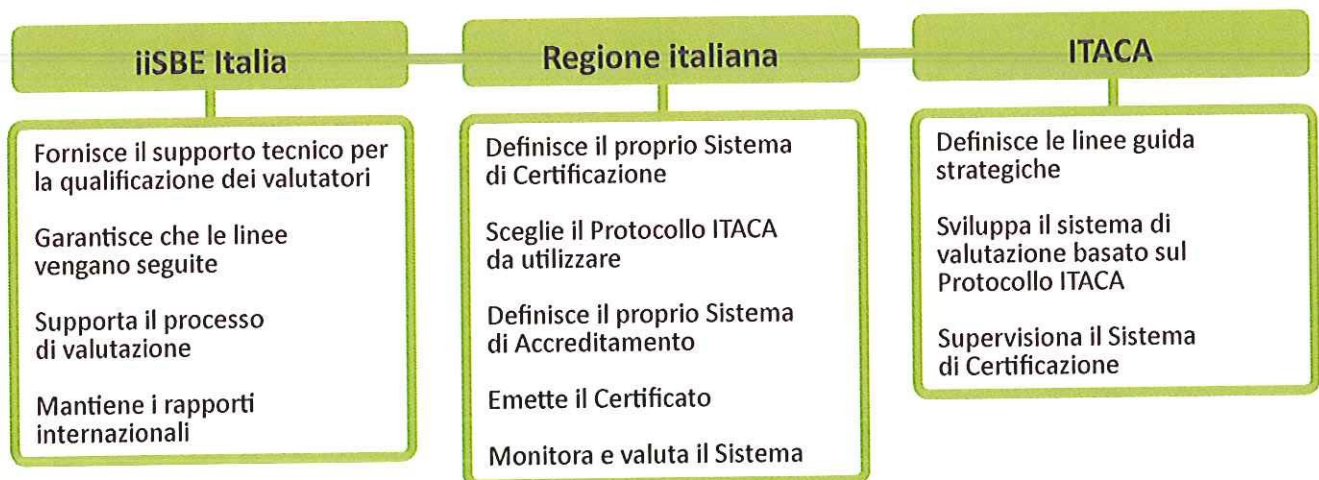 iiSBE Italia
Fornisce il supporto tecnico per
la qualificazione dei valutatori
Garantisce che le linee
vengano seguite
Supporta il processo
di valutazione
Mantiene i rapporti
internazionali
Regione italiana
Definisce il proprio Sistema
di Certificazione
Sceglie il Protocollo ITACA
da utilizzare
Definisce il proprio Sistema
di Accreditamento
Emette il Certificato
Monitora e valuta il Sistema
ITACA
Definisce le linee guida
strategiche
Sviluppa il sistema di
valutazione basato sul
Protocollo ITACA
Supervisiona il Sistema
di Certificazione